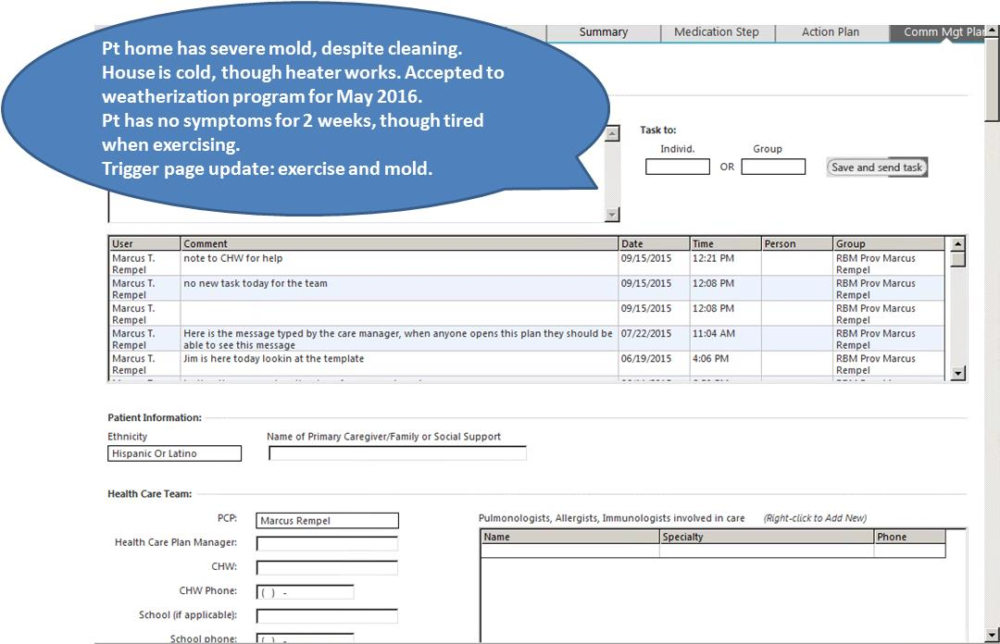 Pt home has severe mold, despite cleaning.
House is cold, though heater works. Accepted to
weatherization program for May 2016.
Pt has no symptoms for 2 weeks, though tired
when exercising.
Trigger page update: exercise and mold.
Summary Medication Step Action Plan Comm Mgt Plan
Task to:
Individ. Group
OR Save and send task
User Comment Date Time Person Group
Marcus T. note to CHW for help 09/15/2015 12:21 PM RBM Prov Marcus
Rempel Rempel
Marcus T. no new task today for the team 09/15/2015 12:08 PM RBM Prov Marcus
Rempel Rempel
Marcus T. 09/15/2015 12:08 PM RBM Prov Marcus
Rempel Rempel
Marcus T. Here is the message typed by the care manager, when anyone opens this plan they should be 07/22/2015 11:04 AM RBM Prov Marcus
Rempel able to see this message Rempel
Marcus T. Jim is here today lookin at the template 06/19/2015 4:06 PM RBM Prov Marcus
Rempel Rempel
Patient Information:
Ethnicity Name of Primary Caregiver/Family or Social Support
Hispanic Or Latino
Health Care Team:
PCP: Marcus Rempel Pulmonologists, Allergists, Immunologists involved in care (Right-click to Add New)
Name Specialty Phone
Health Care Plan Manager:
CHW:
CHW Phone: ( ) -
School (if applicable):
School phone: ( ) -